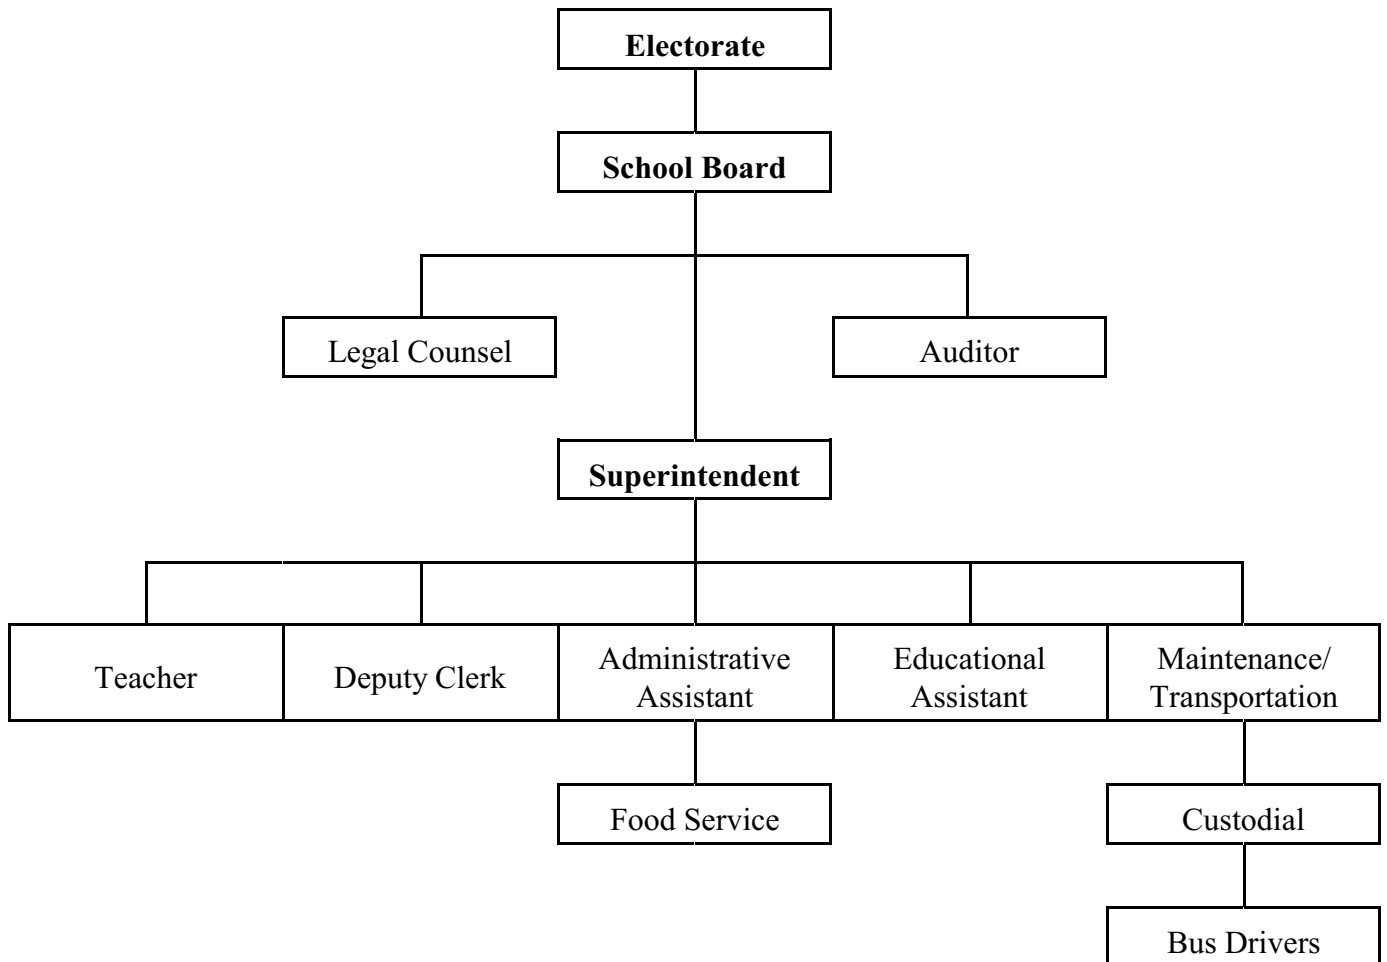 Electorate
School Board
Legal Counsel
Auditor
Superintendent
Teacher
Deputy Clerk
Administrative
Assistant
Educational
Assistant
Maintenance/
Transportation
Food Service
Custodial
Bus Drivers